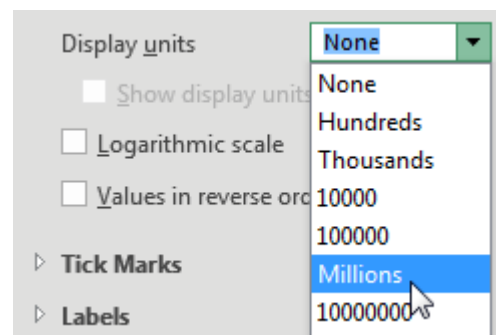 Display units None
Show display units
None
Hundreds
Logarithmic scale
Thousands
Values in reverse ord
10000
100000
Tick Marks
Millions
Labels
10000000